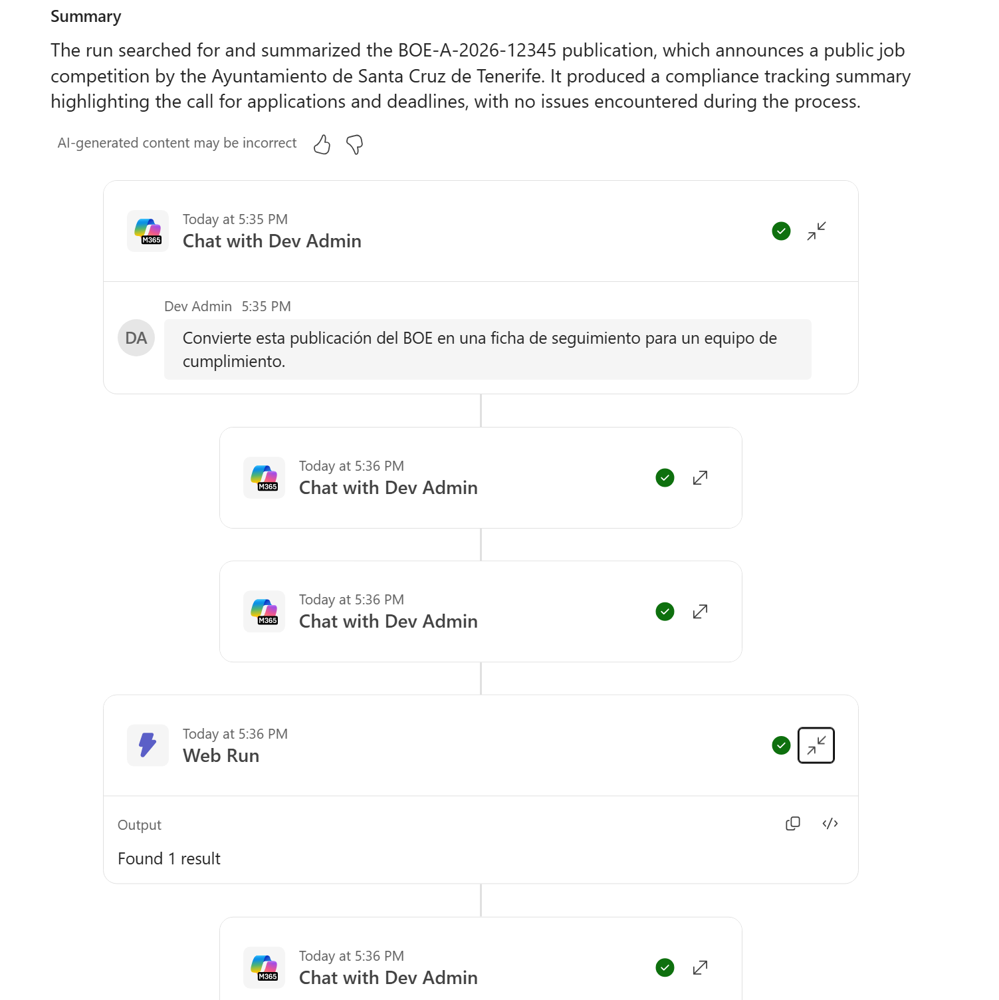 Summary
The run searched for and summarized the BOE-A-2026-12345 publication, which announces a public job
competition by the Ayuntamiento de Santa Cruz de Tenerife. It produced a compliance tracking summary
highlighting the call for applications and deadlines, with no issues encountered during the process.
AI-generated content may be incorrect
M365
Today at 5:35 PM
Chat with Dev Admin
Dev Admin 5:35 PM
DA
Convierte esta publicación del BOE en una ficha de seguimiento para un equipo de
cumplimiento.
M365
Today at 5:36 PM
Chat with Dev Admin
M365
Today at 5:36 PM
Chat with Dev Admin
Today at 5:36 PM
Web Run
Output
Found 1 result
M365
Today at 5:36 PM
Chat with Dev Admin